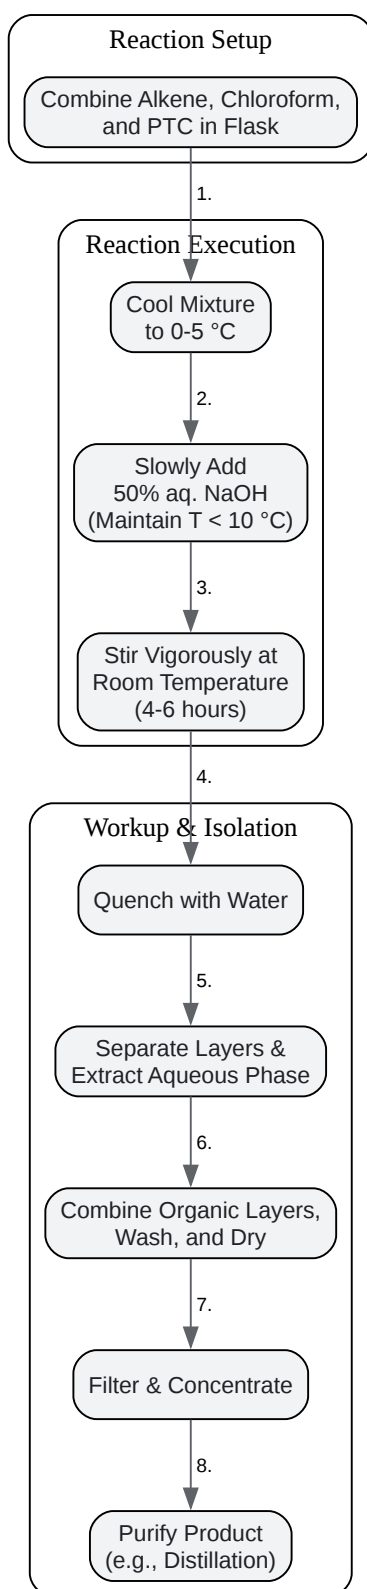 Reaction Setup
Combine Alkene, Chloroform,
and PTC in Flask
1.
Reaction Execution
Cool Mixture
to 0-5 °C
2.
Slowly Add
50% aq. NaOH
(Maintain T < 10 °C)
3.
Stir Vigorously at
Room Temperature
(4-6 hours)
4.
Workup & Isolation
Quench with Water
5.
Separate Layers &
Extract Aqueous Phase
6.
Combine Organic Layers,
Wash, and Dry
7.
Filter & Concentrate
8.
Purify Product
(e.g., Distillation)